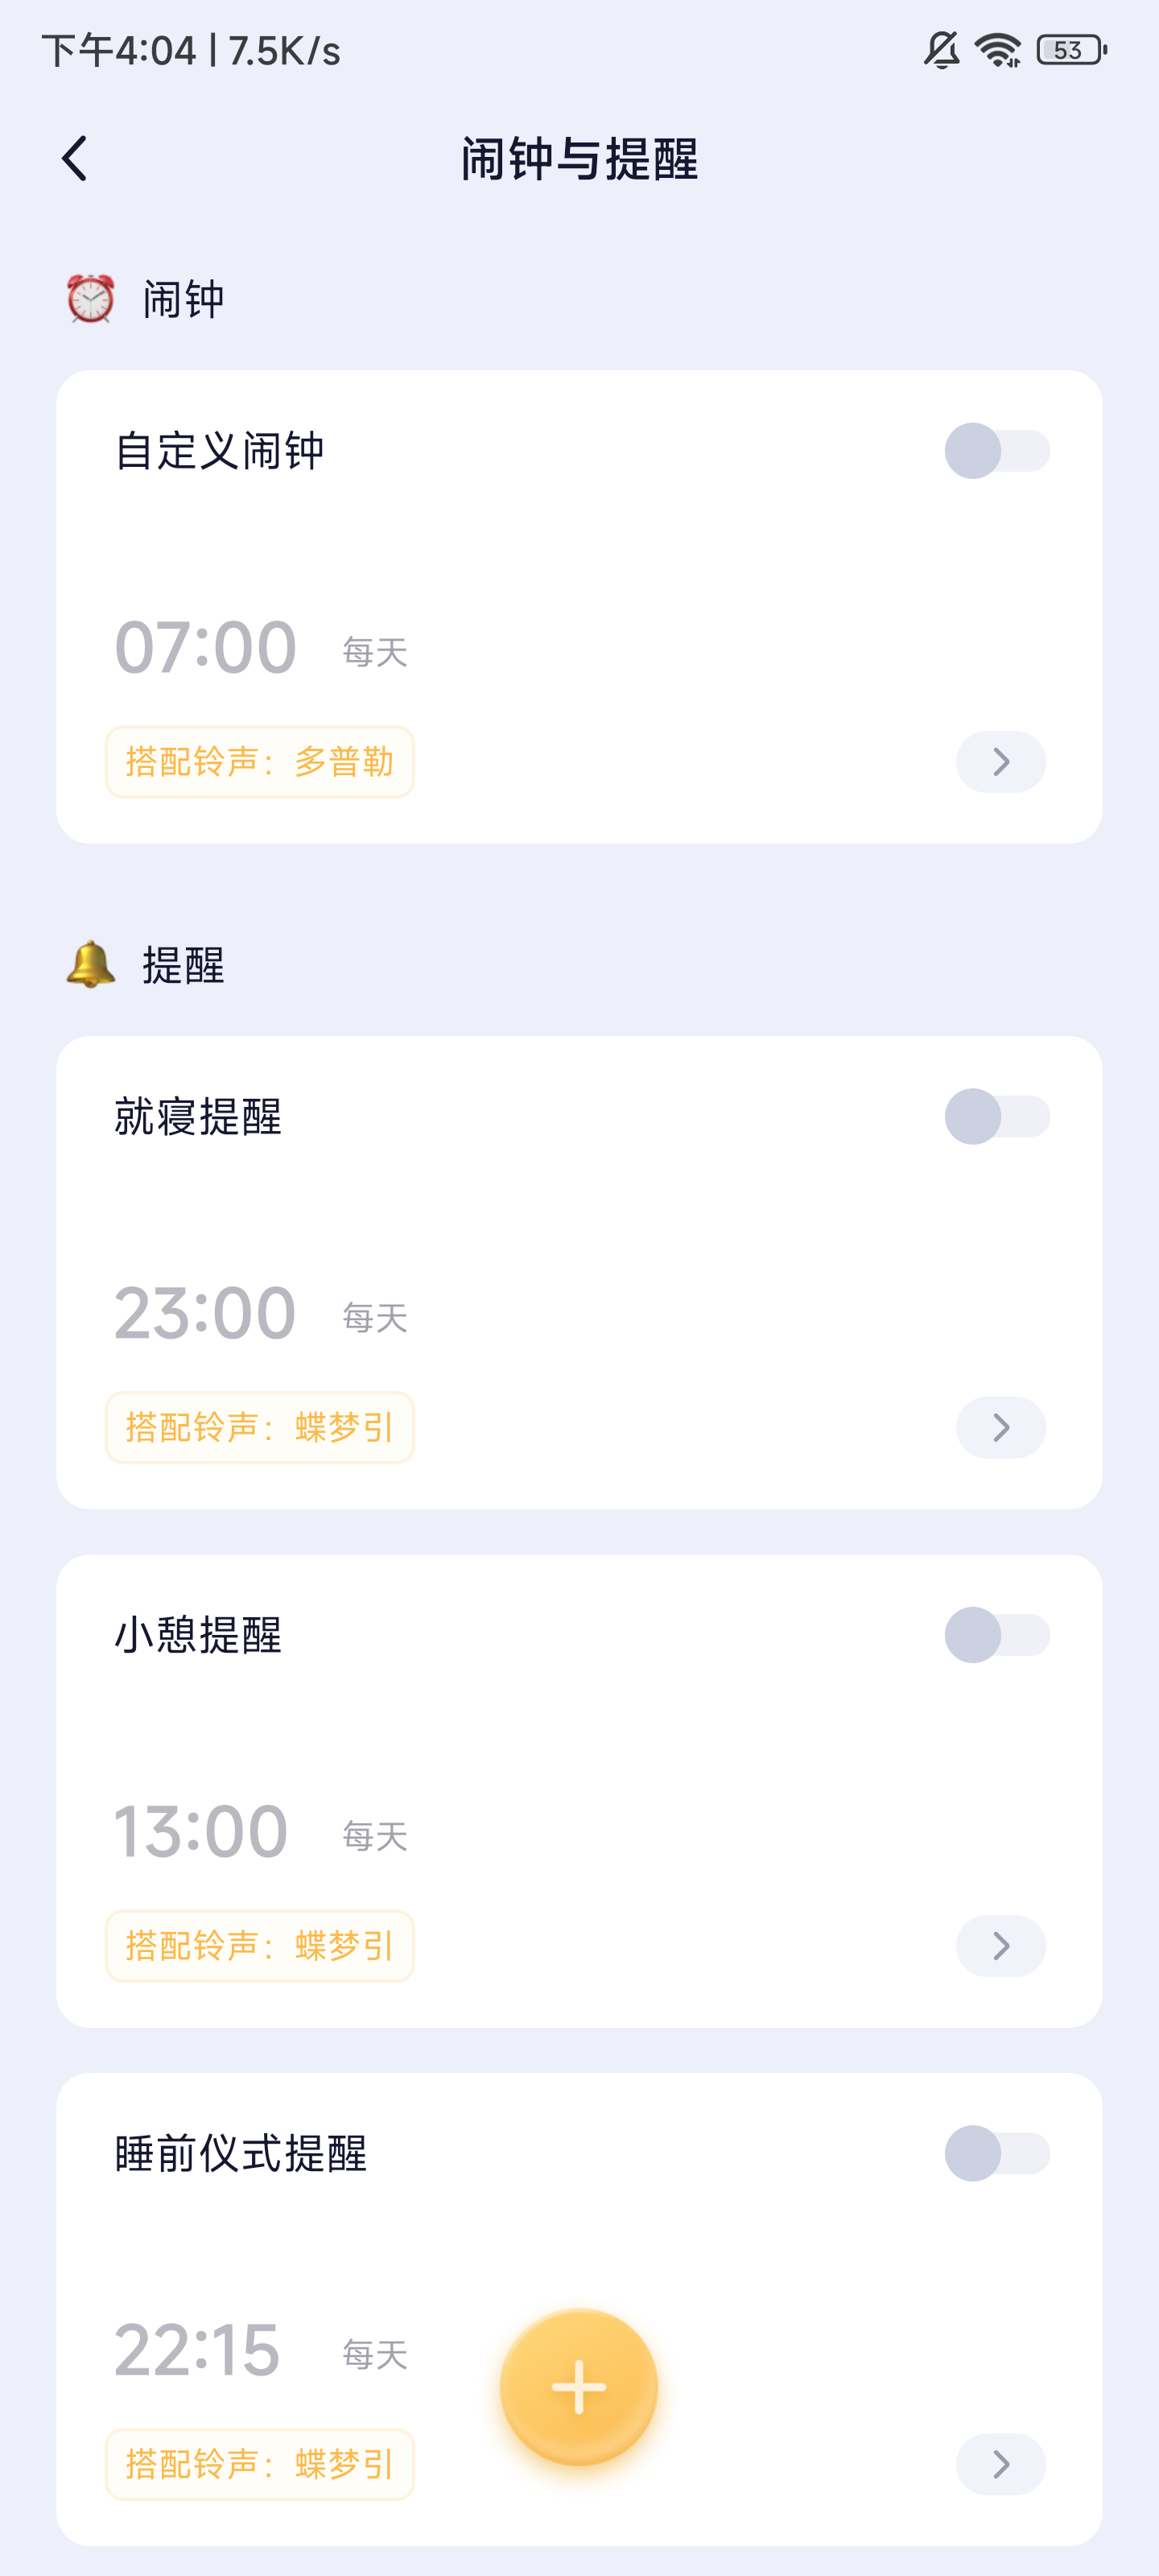 下午4:04 | 7.5K/s
53
闹钟与提醒
闹钟
自定义闹钟
07:00 每天
搭配铃声：多普勒
提醒
就寝提醒
23:00 每天
搭配铃声：蝶梦引
小憩提醒
13:00 每天
搭配铃声：蝶梦引
睡前仪式提醒
22:15 每天
搭配铃声：蝶梦引